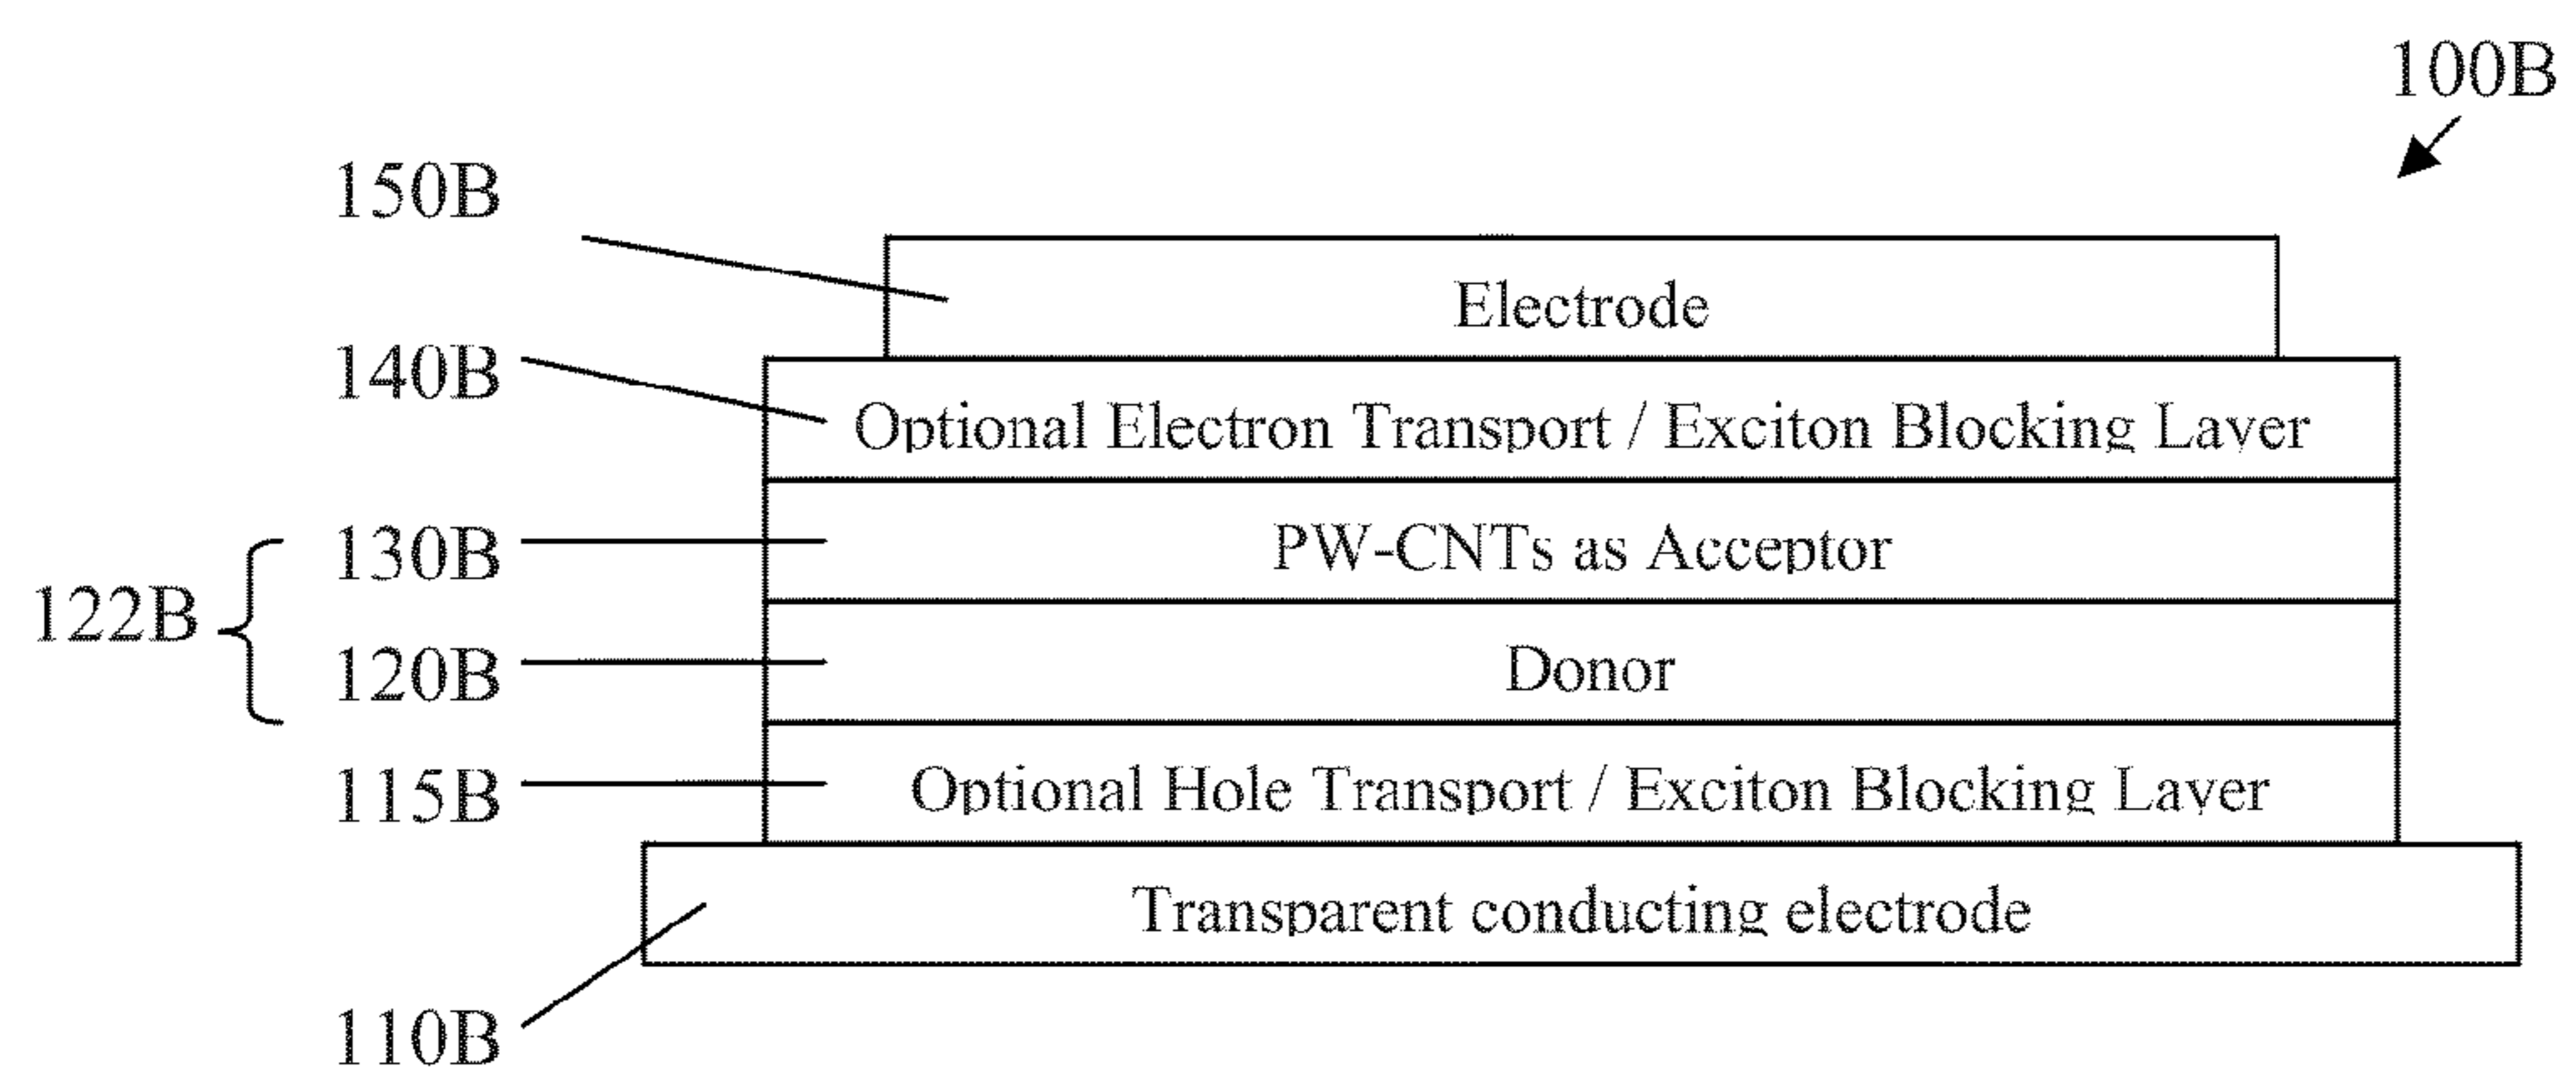 100B
150B
Electrode
140B
Optional Electron Transport / Exciton Blocking Layer
130B
PW-CNTs as Acceptor
122B
120B
Donor
115B
Optional Hole Transport / Exciton Blocking Layer
Transparent conducting electrode
110B